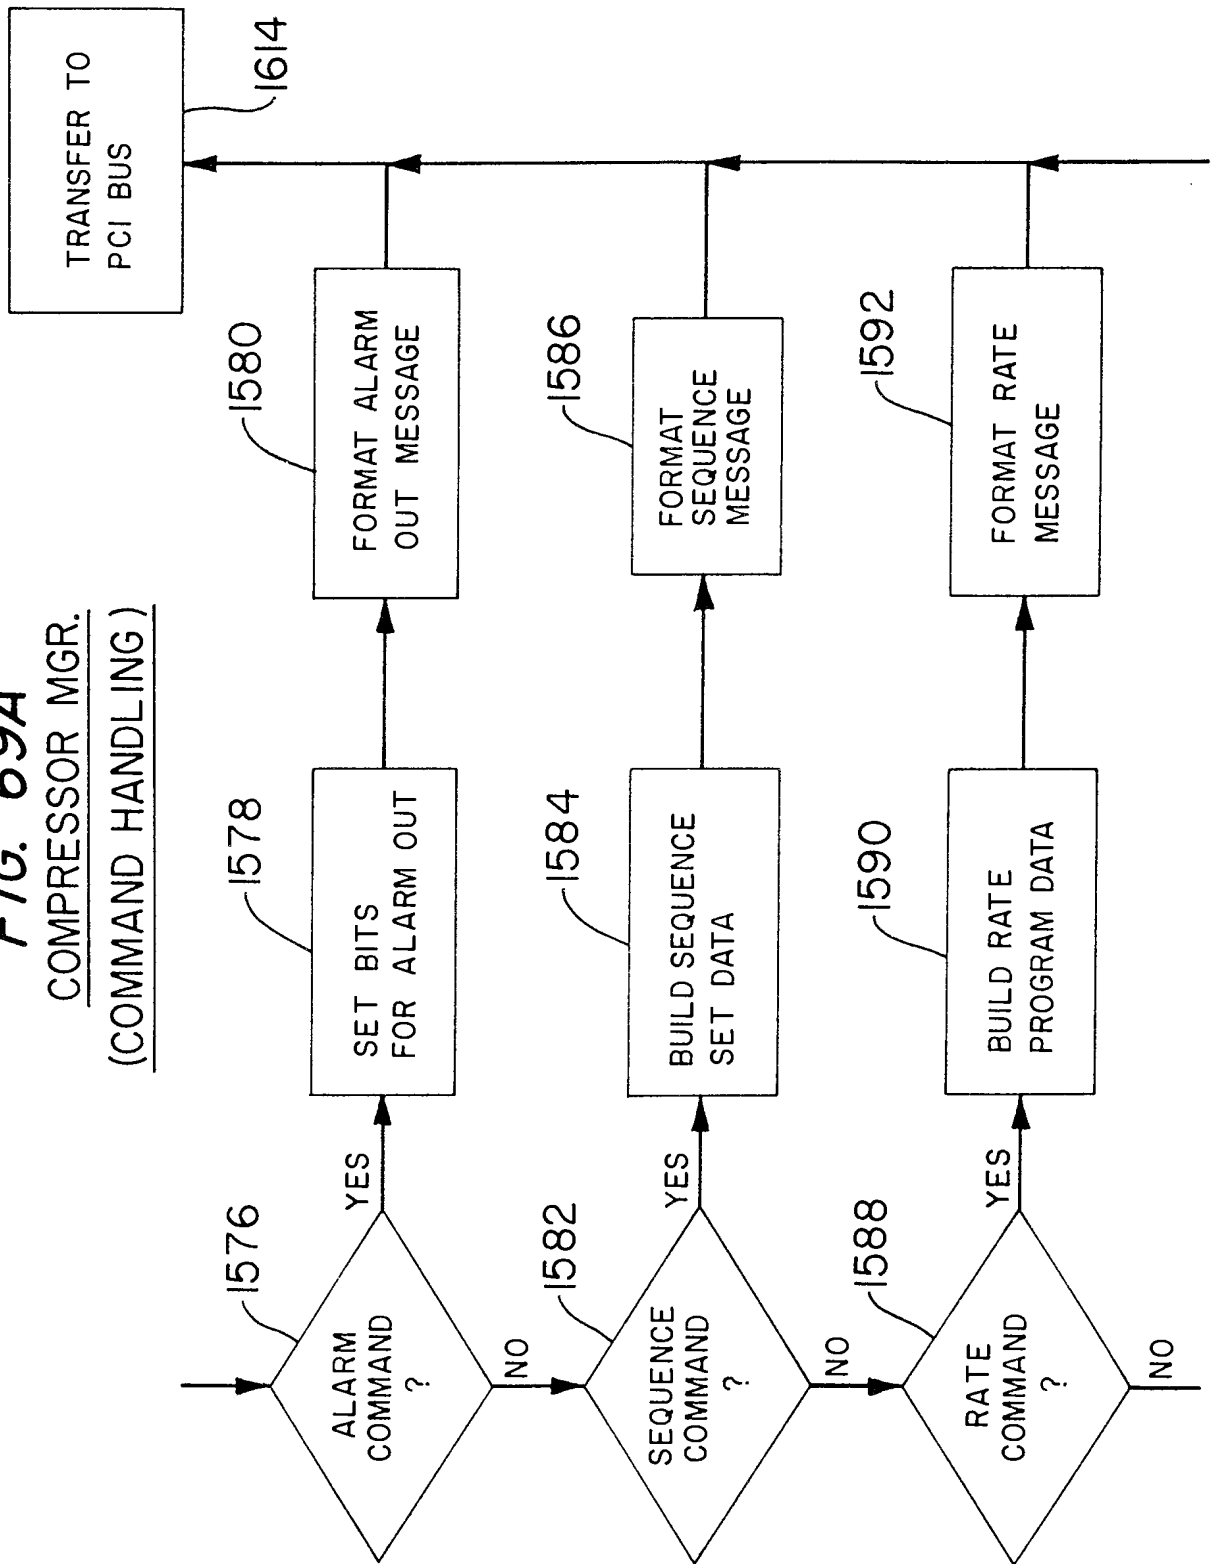 FIG. 69A
COMPRESSOR MGR.
(COMMAND HANDLING)
TRANSFER TO
PCI BUS
1614
ALARM
COMMAND
?
1576
YES
NO
SET BITS
FOR ALARM OUT
1578
FORMAT ALARM
OUT MESSAGE
1580
SEQUENCE
COMMAND
?
1582
YES
NO
BUILD SEQUENCE
SET DATA
1584
FORMAT
SEQUENCE
MESSAGE
1586
RATE
COMMAND
?
1588
YES
NO
BUILD RATE
PROGRAM DATA
1590
FORMAT RATE
MESSAGE
1592